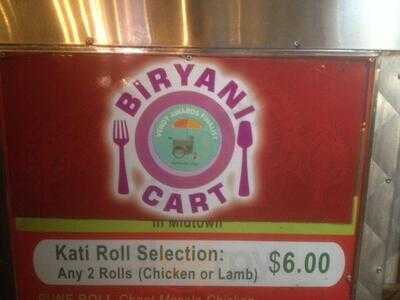 BiRYANI
VENDY AWARDS FINALIST
CART
in Midtown
Kati Roll Selection:
Any 2 Rolls (Chicken or Lamb)
$6.00